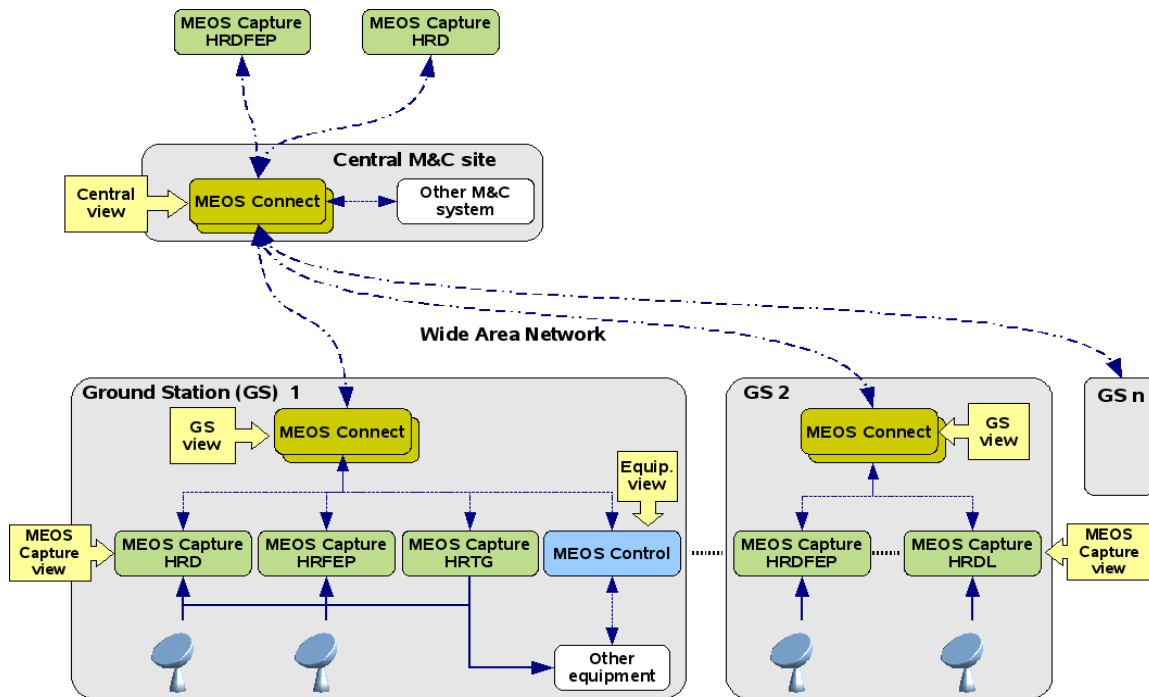 MEOS Capture
HRDFEP
MEOS Capture
HRD
Central M&C site
Central
view
MEOS Connect
Other M&C
system
Wide Area Network
Ground Station (GS)  1
GS
view
MEOS Connect
Equip.
view
MEOS
Capture
view
MEOS Capture
HRD
MEOS Capture
HRFEP
MEOS Capture
HRTG
MEOS Control
Other
equipment
GS 2
MEOS Connect
GS
view
MEOS Capture
HRDFEP
MEOS Capture
HRDL
MEOS
Capture
view
GS n